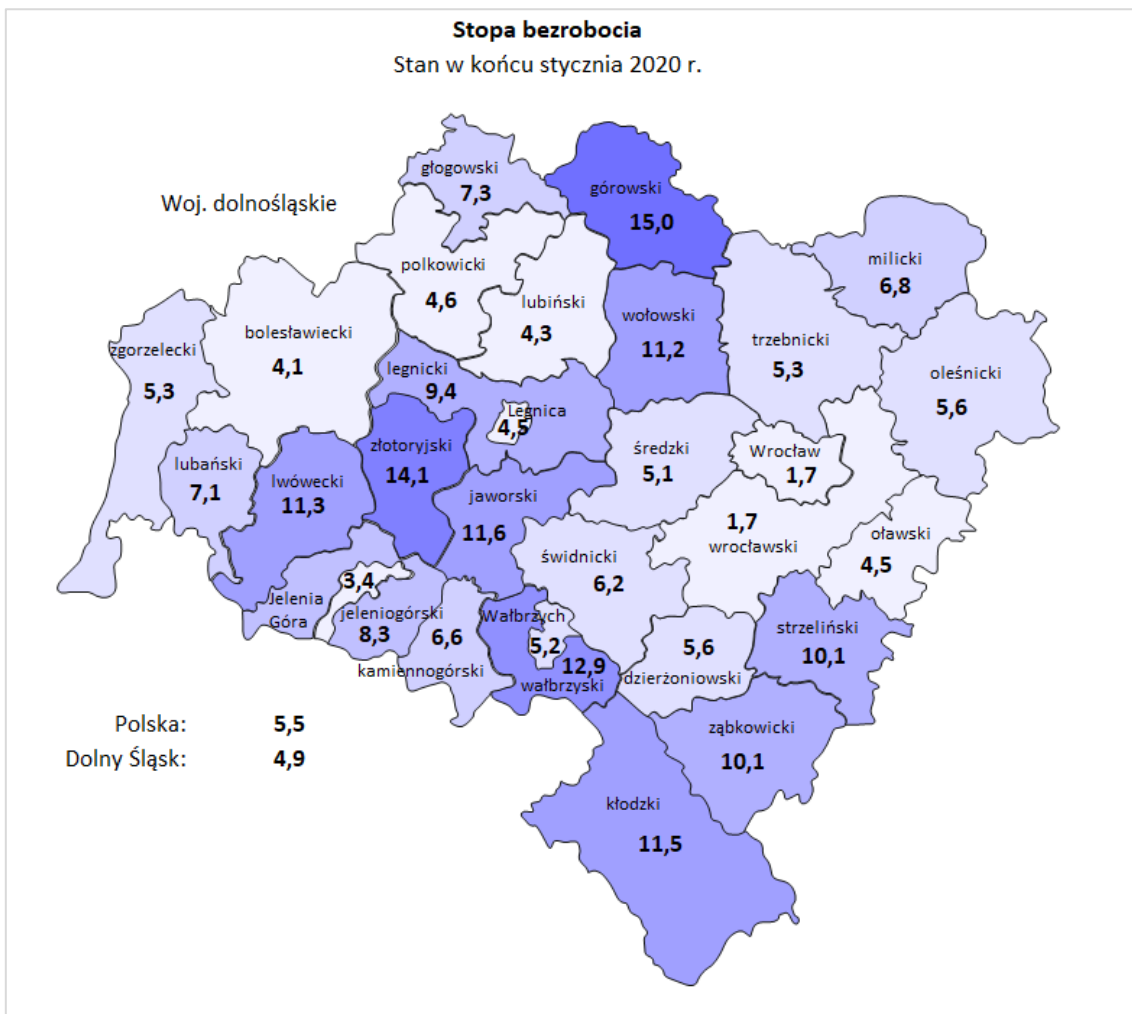 Stopa bezrobocia
Stan w końcu stycznia 2020 r.
Woj. dolnośląskie
głogowski
7,3
górowski
15,0
milicki
6,8
polkowicki
4,6
lubiński
4,3
wołowski
11,2
trzebnicki
5,3
oleśnicki
5,6
zgorzelecki
5,3
bolesławiecki
4,1
legnicki
9,4
Legnica
4,5
lubański
7,1
lwówecki
11,3
złotoryjski
14,1
jaworski
11,6
średzki
5,1
Wrocław
1,7
1,7
wrocławski
oławski
4,5
świdnicki
6,2
Jelenia
Góra
3,4
jeleniogórski
8,3
6,6
kamiennogórski
Wałbrzych
5,2
12,9
wałbrzyski
5,6
dzierżoniowski
strzeliński
10,1
ząbkowicki
10,1
kłodzki
11,5
Polska: 5,5
Dolny Śląsk: 4,9